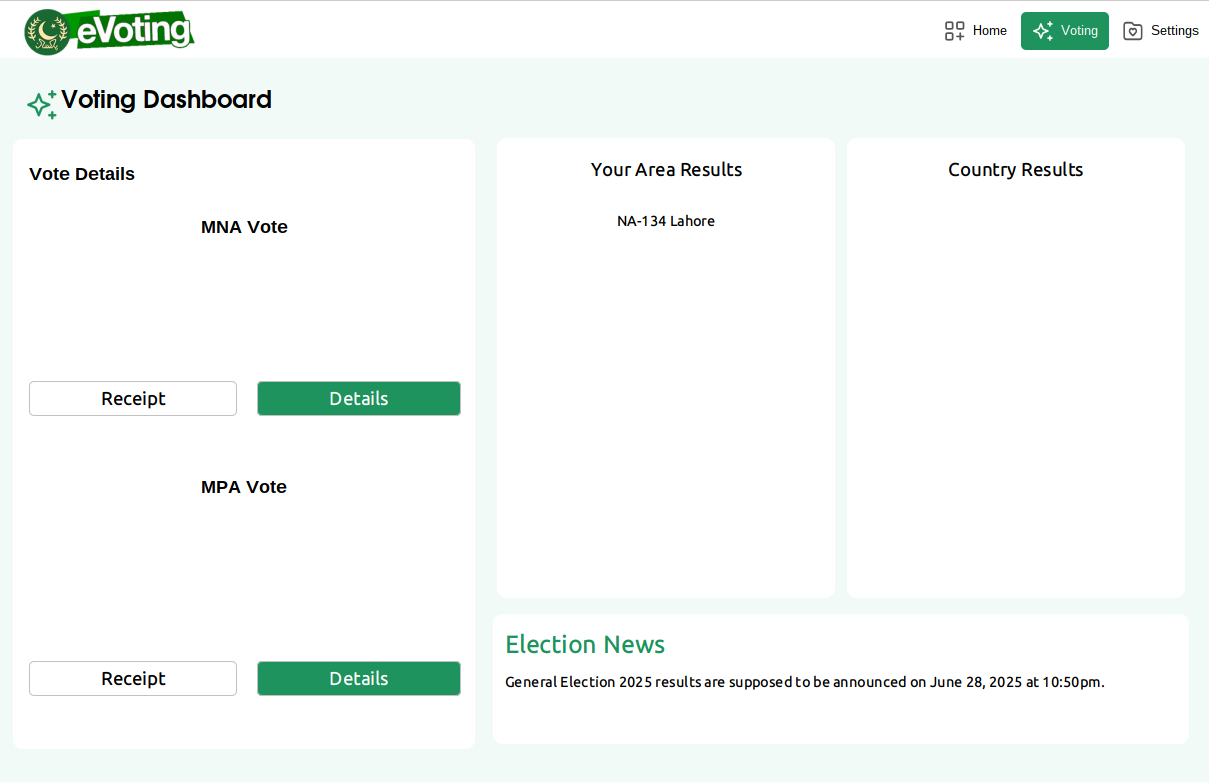 eVoting
Home
Voting
Settings
Voting Dashboard
Vote Details
MNA Vote
Receipt
Details
MPA Vote
Receipt
Details
Your Area Results
NA-134 Lahore
Country Results
Election News
General Election 2025 results are supposed to be announced on June 28, 2025 at 10:50pm.